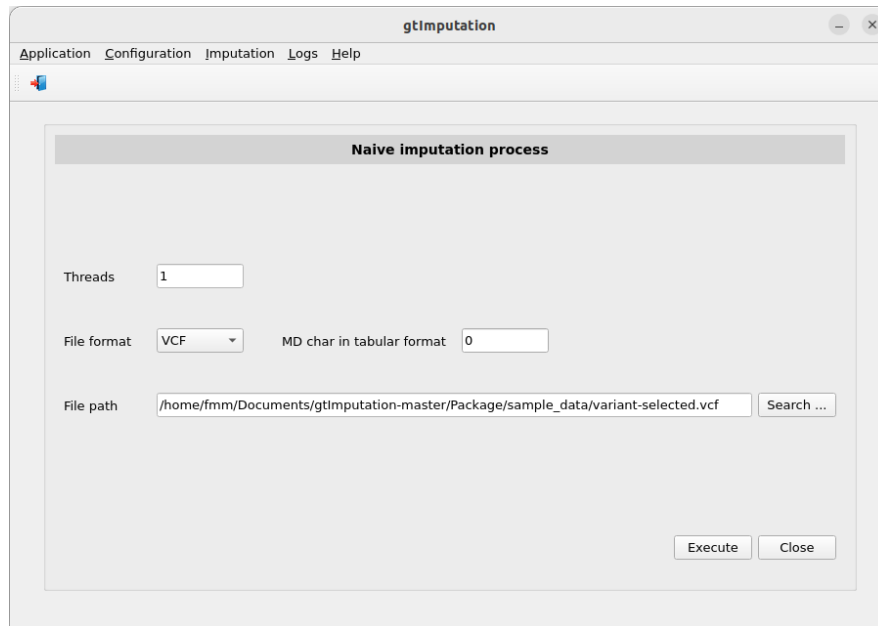 gtImputation
Application Configuration Imputation Logs Help
Naive imputation process
Threads 1
File format VCF MD char in tabular format 0
File path /home/fmm/Documents/gtImputation-master/Package/sample_data/variant-selected.vcf Search ...
Execute Close